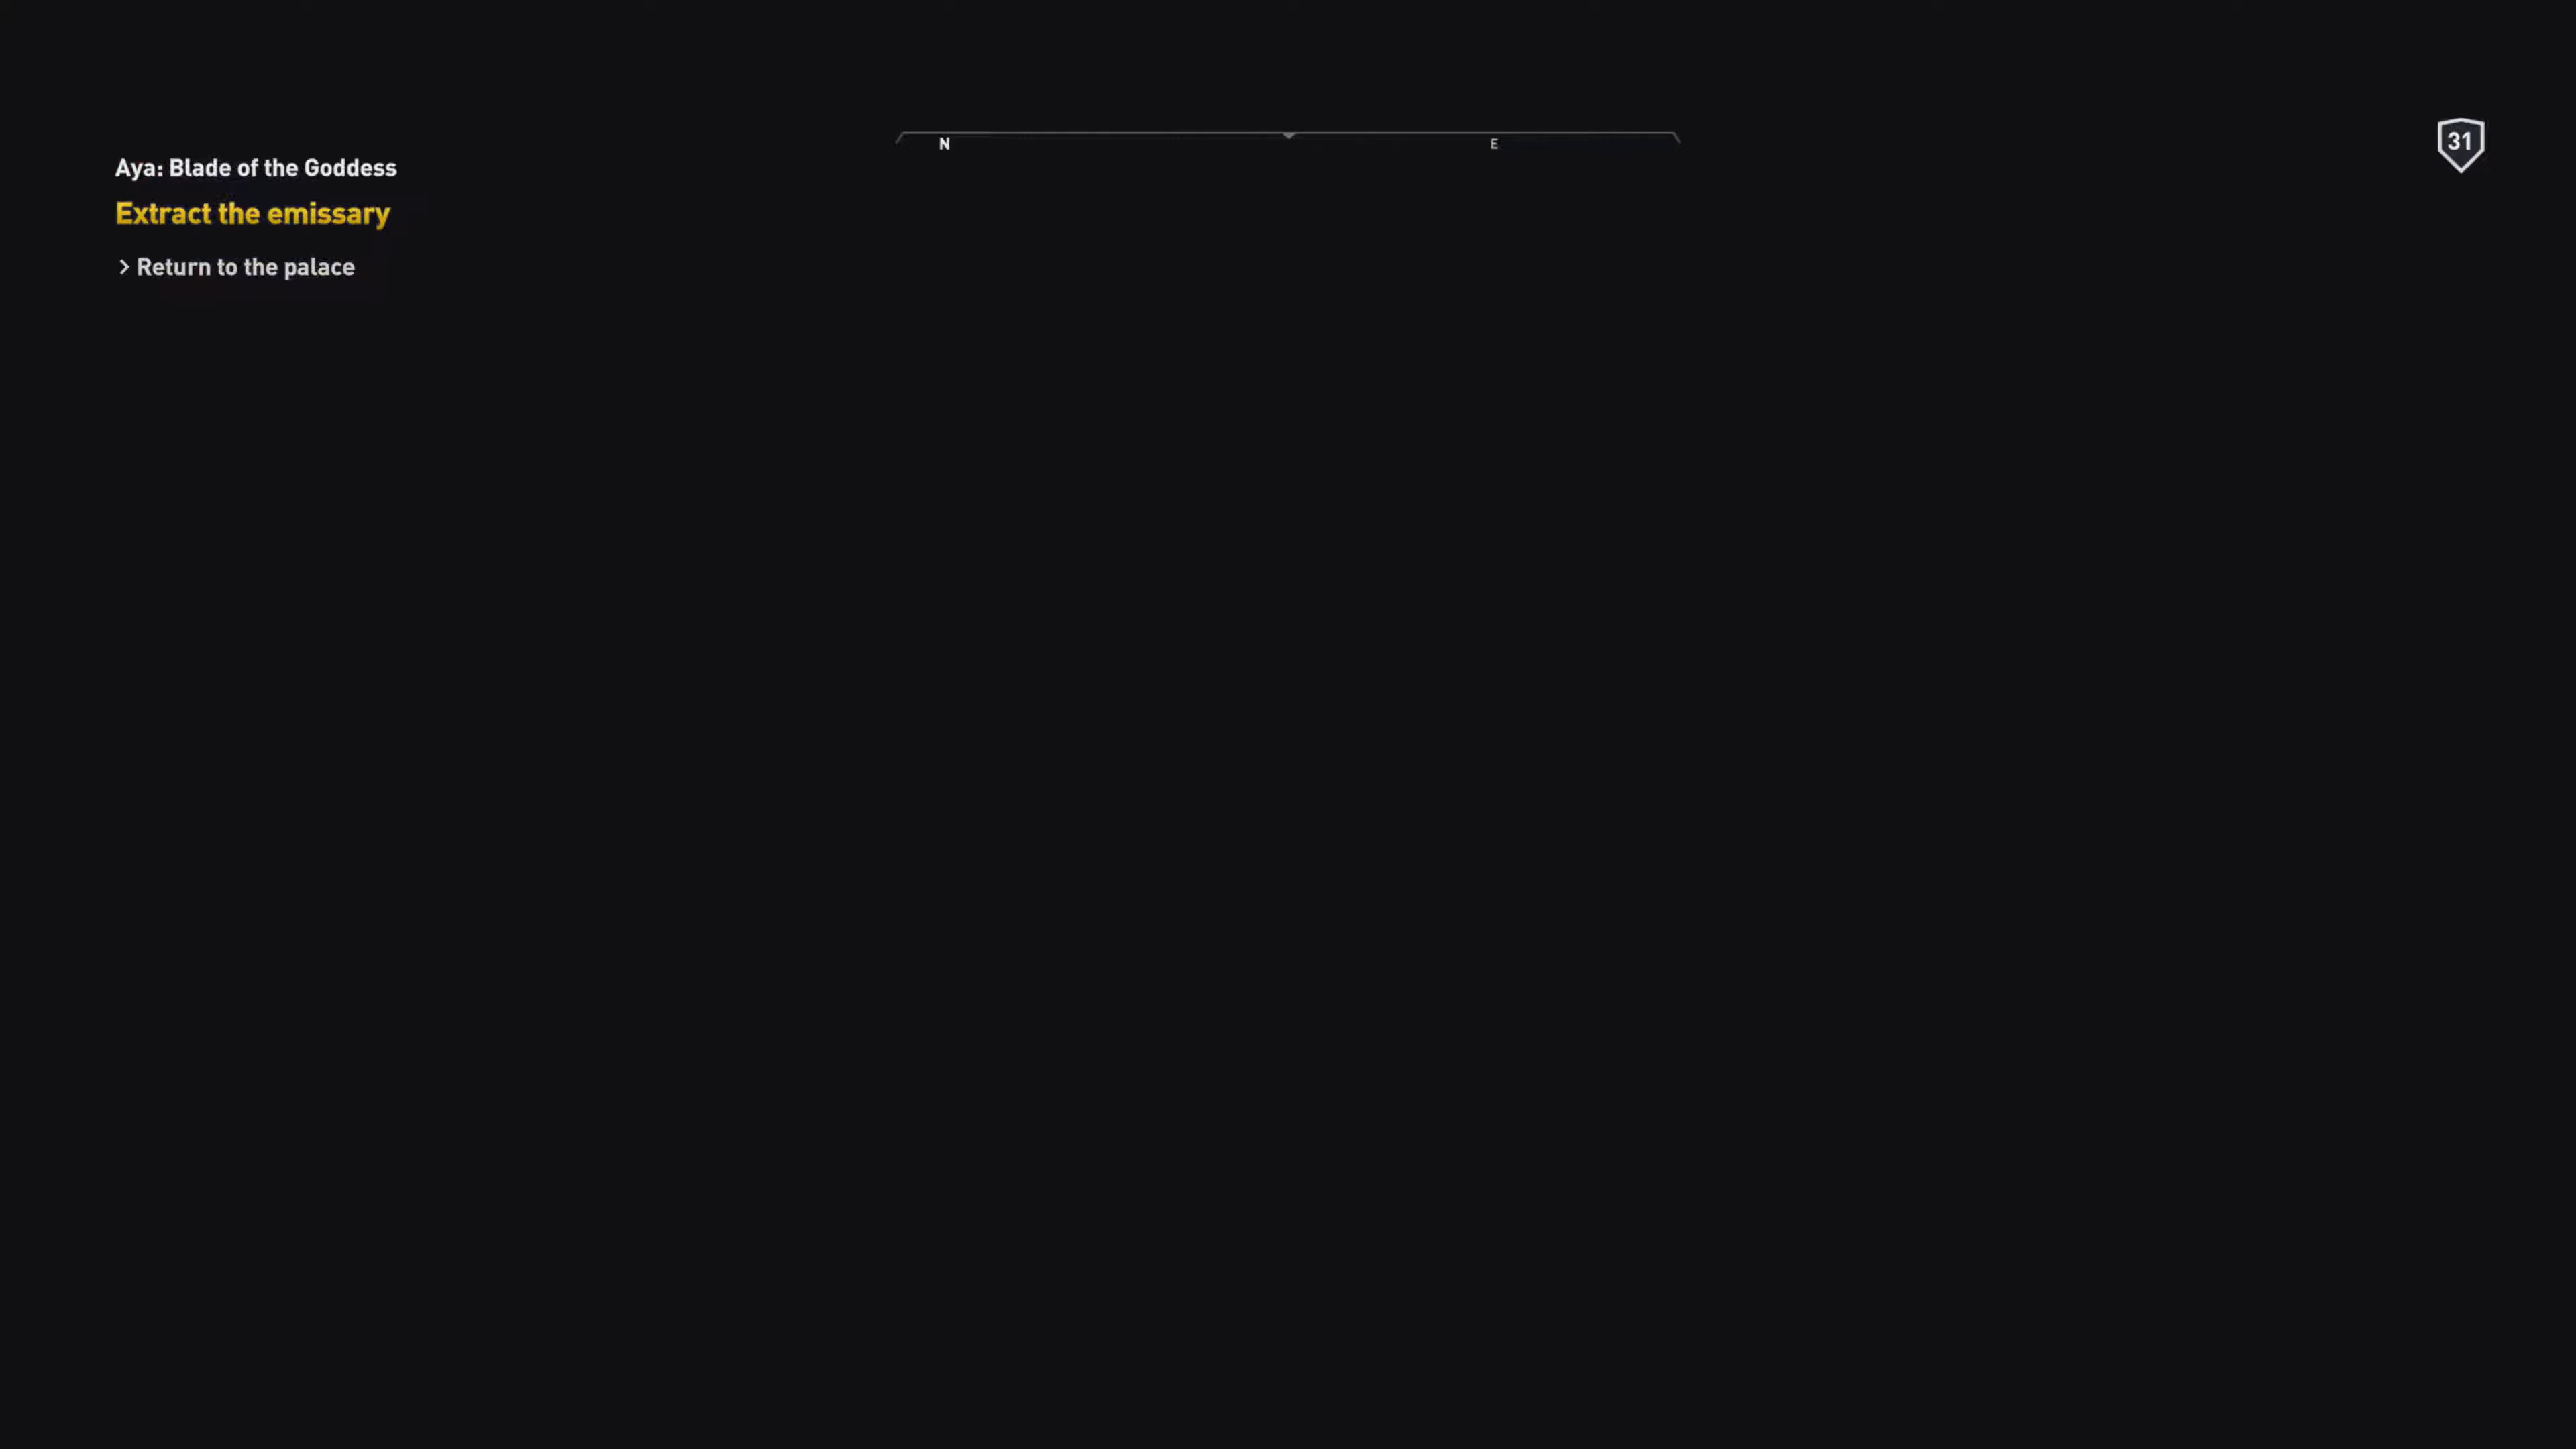 N
E
31
Aya: Blade of the Goddess
Extract the emissary
> Return to the palace